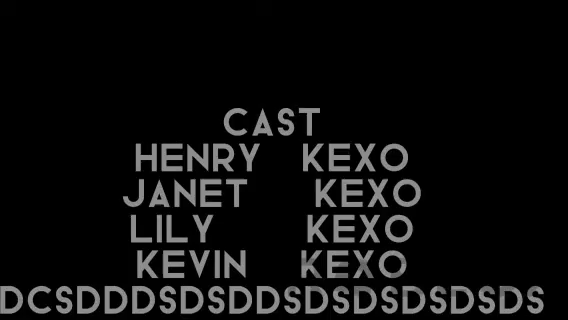 CAST
HENRY KEXO
JANET KEXO
LILY KEXO
KEVIN KEXO
DCSDDDSDSDDSDSDSDSDSDS